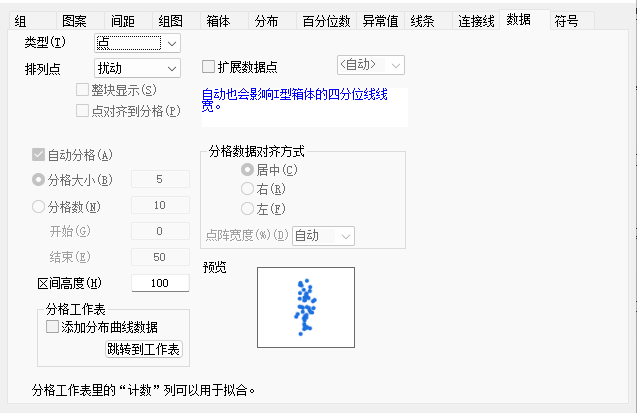 组 图案 间距 组图 箱体 分布 百分位数 异常值 线条 连接线 数据 符号
类型(T) 点
排列点 扰动
扩展数据点 <自动>
整块显示(S)
点对齐到分格(P)
自动也会影响I型箱体的四分位线线
宽。
自动分格(A)
分格大小(B) 5
分格数(N) 10
开始(G) 0
结束(E) 50
区间高度(H) 100
分格数据对齐方式
居中(C)
右(R)
左(F)
点阵宽度(%)(D) 自动
预览
分格工作表
添加分布曲线数据
跳转到工作表
分格工作表里的“计数”列可以用于拟合。